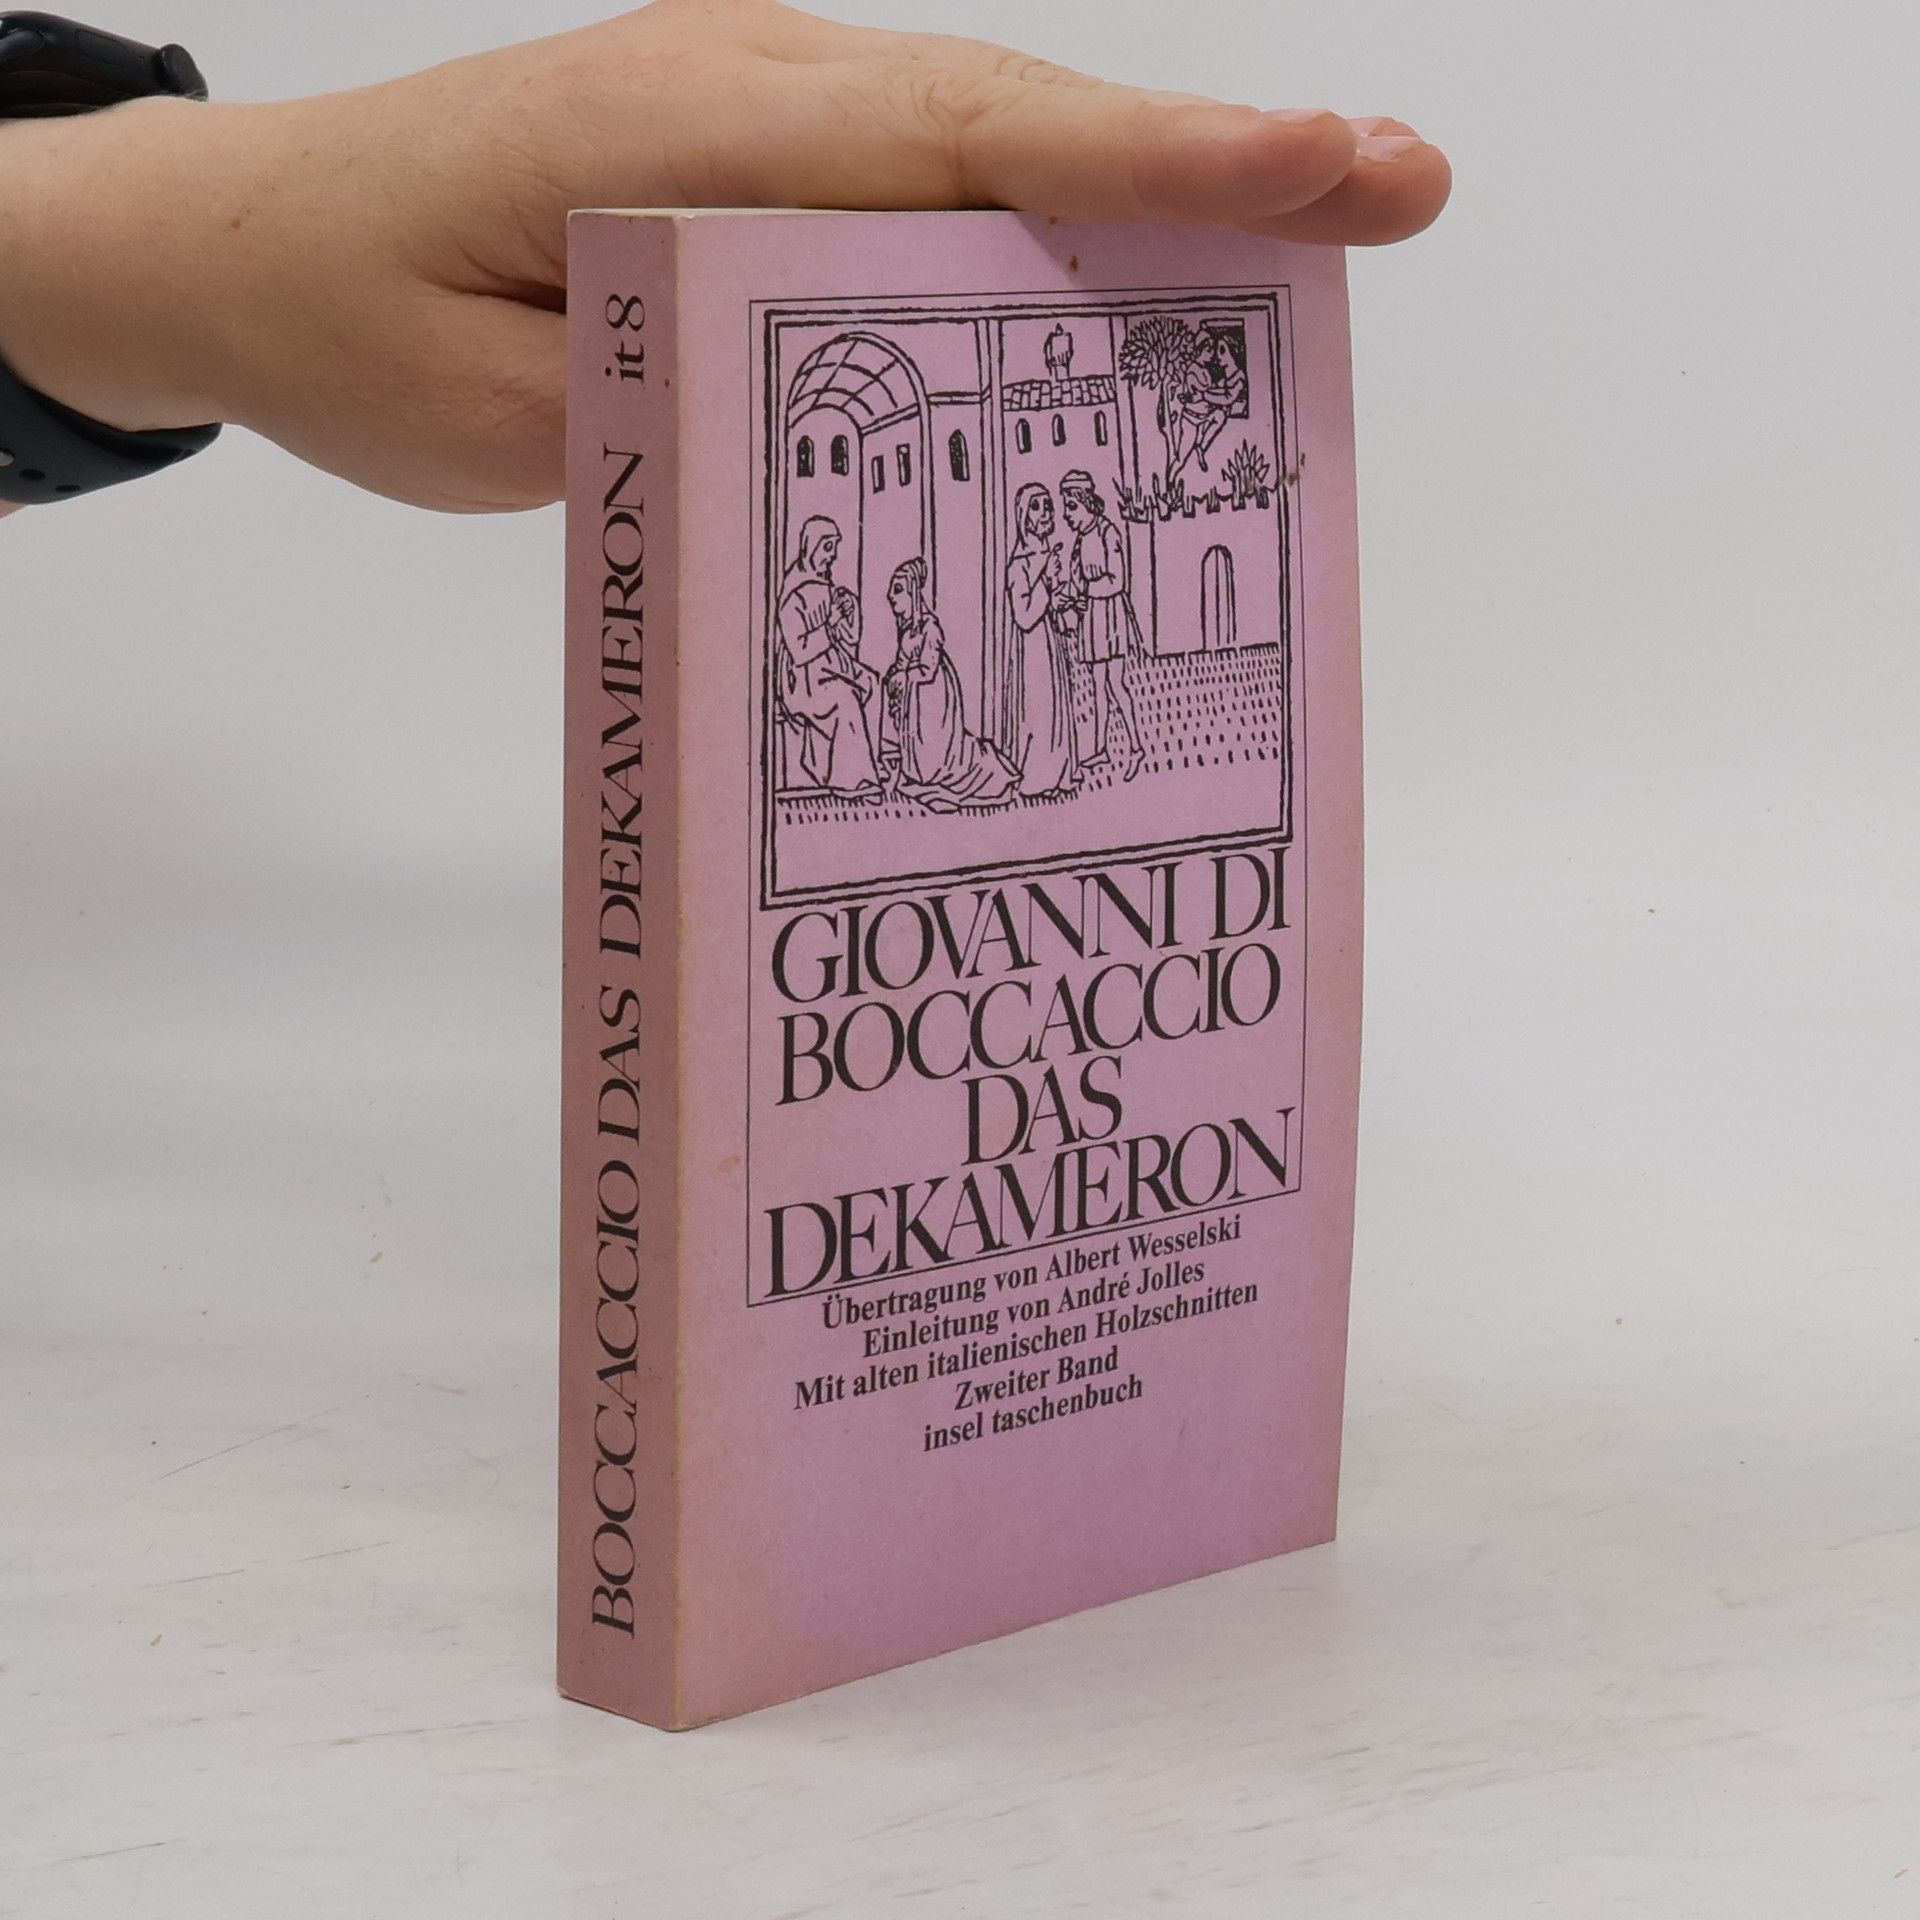 BOCCACCIO DAS DEKAMERON it 8
GIOVANNI DI
BOCCACCIO
DAS
DEKAMERON
Übertragung von Albert Wesselski
Einleitung von André Jolles
Mit alten italienischen Holzschnitten
Zweiter Band
insel taschenbuch